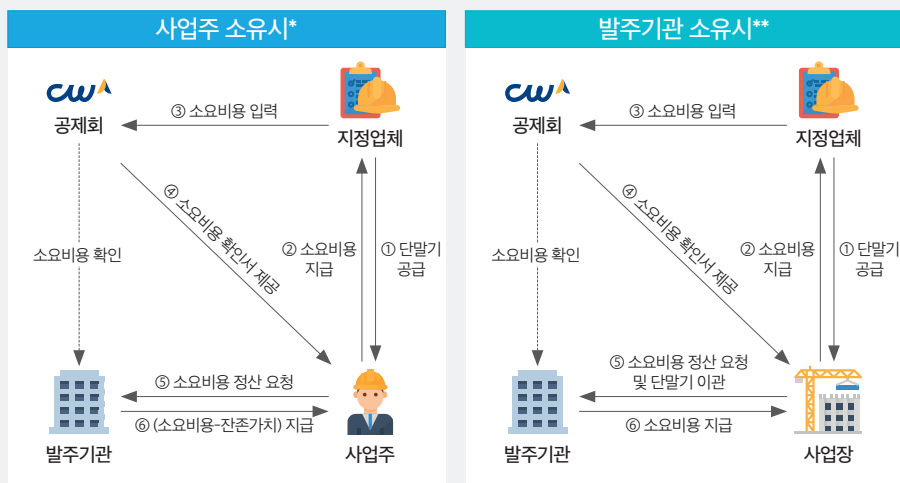 사업주 소유시*
cw
공제회
지정업체
③ 소요비용 입력
④ 소요비용 확인서 제공
소요비용 확인
② 소요비용
지급
① 단말기
공급
⑤ 소요비용 정산 요청
⑥ (소요비용-잔존가치) 지급
발주기관
사업주
발주기관 소유시**
cw
공제회
지정업체
③ 소요비용 입력
④ 소요비용 확인서 제공
소요비용 확인
② 소요비용
지급
① 단말기
공급
⑤ 소요비용 정산 요청
및 단말기 이관
⑥ 소요비용 지급
발주기관
사업장